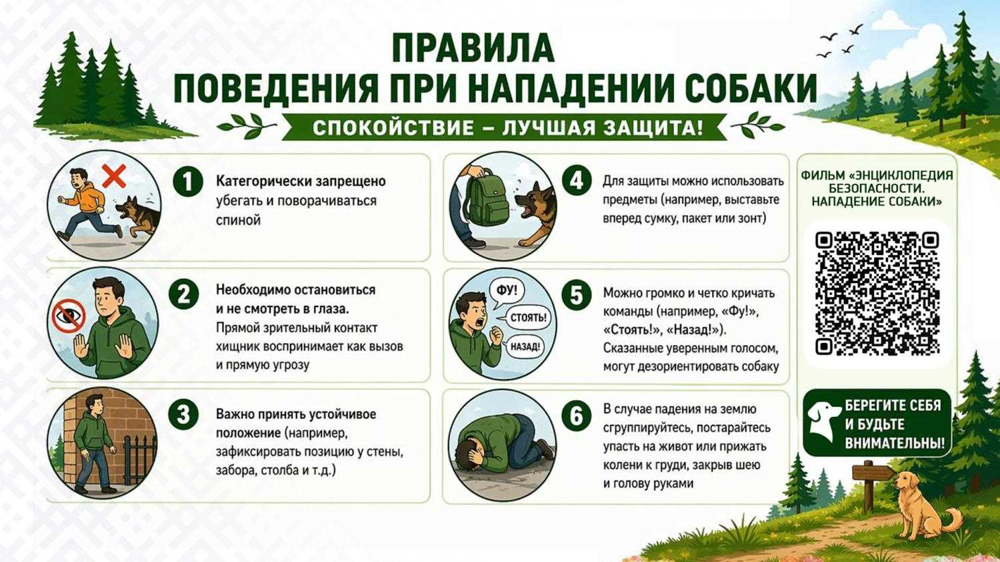 ПРАВИЛА
ПОВЕДЕНИЯ ПРИ НАПАДЕНИИ СОБАКИ
СПОКОЙСТВИЕ – ЛУЧШАЯ ЗАЩИТА!
1
Категорически запрещено
убегать и поворачиваться
спиной
2
Необходимо остановиться
и не смотреть в глаза.
Прямой зрительный контакт
хищник воспринимает как вызов
и прямую угрозу
3
Важно принять устойчивое
положение (например,
зафиксировать позицию у стены,
забора, столба и т.д.)
4
Для защиты можно использовать
предметы (например, выставьте
вперед сумку, пакет или зонт)
ФУ!
СТОЯТЬ!
НАЗАД!
5
Можно громко и четко кричать
команды (например, «Фу!»,
«Стоять!», «Назад!»).
Сказанные уверенным голосом,
могут дезориентировать собаку
6
В случае падения на землю
сгруппируйтесь, постарайтесь
упасть на живот или прижать
колени к груди, закрыв шею
и голову руками
ФИЛЬМ «ЭНЦИКЛОПЕДИЯ
БЕЗОПАСНОСТИ.
НАПАДЕНИЕ СОБАКИ»
БЕРЕГИТЕ СЕБЯ
И БУДЬТЕ
ВНИМАТЕЛЬНЫ!